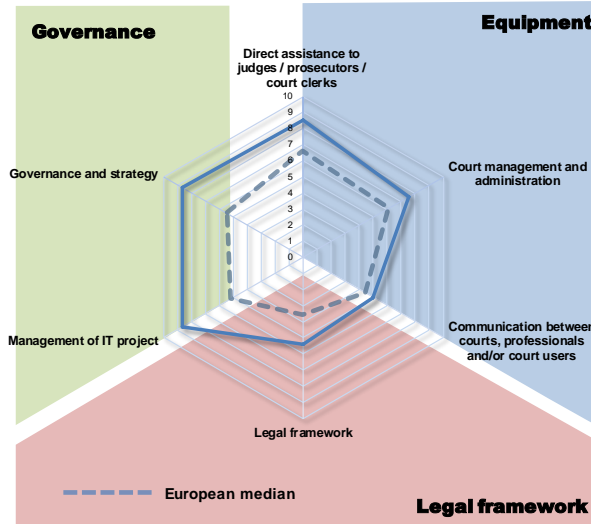 Governance
Equipment
Direct assistance to
judges / prosecutors /
court clerks
10
9
8
7
6
5
4
3
2
1
0
Governance and strategy
Court management and
administration
Management of IT project
Communication between
courts, professionals
and/or court users
Legal framework
European median
Legal framework